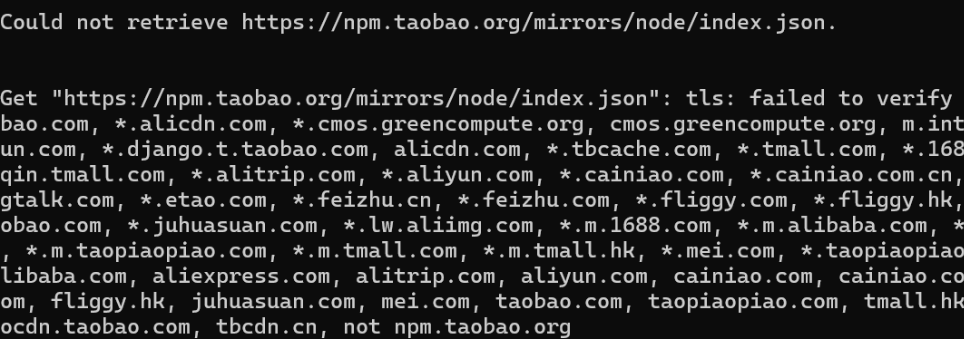 Could not retrieve https://npm.taobao.org/mirrors/node/index.json.
Get "https://npm.taobao.org/mirrors/node/index.json": tls: failed to verify
bao.com, *.alicdn.com, *.cmos.greencompute.org, cmos.greencompute.org, m.int
un.com, *.django.t.taobao.com, alicdn.com, *.tbcache.com, *.tmall.com, *.168
qin.tmall.com, *.alitrip.com, *.aliyun.com, *.cainiao.com, *.cainiao.com.cn,
gtalk.com, *.etao.com, *.feizhu.cn, *.feizhu.com, *.fliggy.com, *.fliggy.hk,
obao.com, *.juhuasuan.com, *.lw.aliimg.com, *.m.1688.com, *.m.alibaba.com, *
, *.m.taopiaopiao.com, *.m.tmall.com, *.m.tmall.hk, *.mei.com, *.taopiaopiao
libaba.com, aliexpress.com, alitrip.com, aliyun.com, cainiao.com, cainiao.co
om, fliggy.hk, juhuasuan.com, mei.com, taobao.com, taopiaopiao.com, tmall.hk
ocdn.taobao.com, tbcdn.cn, not npm.taobao.org